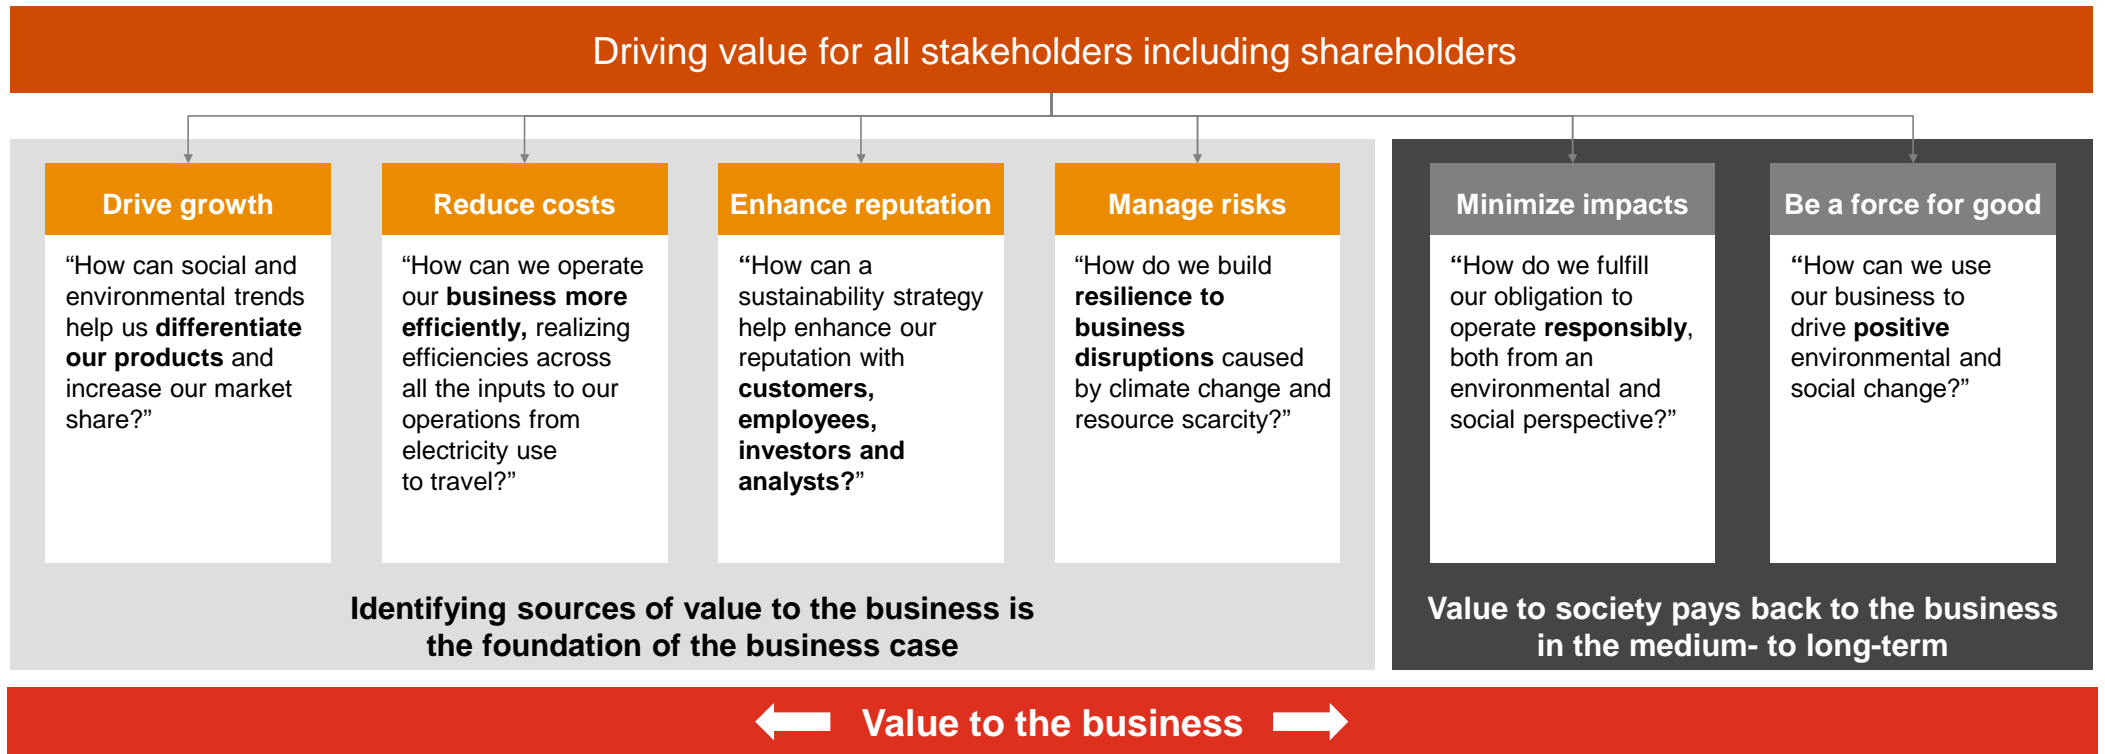 Driving value for all stakeholders including shareholders
Drive growth
“How can social and
environmental trends
help us differentiate
our products and
increase our market
share?”
Reduce costs
“How can we operate
our business more
efficiently, realizing
efficiencies across
all the inputs to our
operations from
electricity use
to travel?”
Enhance reputation
“How can a
sustainability strategy
help enhance our
reputation with
customers,
employees,
investors and
analysts?”
Manage risks
“How do we build
resilience to
business
disruptions caused
by climate change and
resource scarcity?”
Identifying sources of value to the business is
the foundation of the business case
Minimize impacts
“How do we fulfill
our obligation to
operate responsibly,
both from an
environmental and
social perspective?”
Be a force for good
“How can we use
our business to
drive positive
environmental and
social change?”
Value to society pays back to the business
in the medium- to long-term
Value to the business